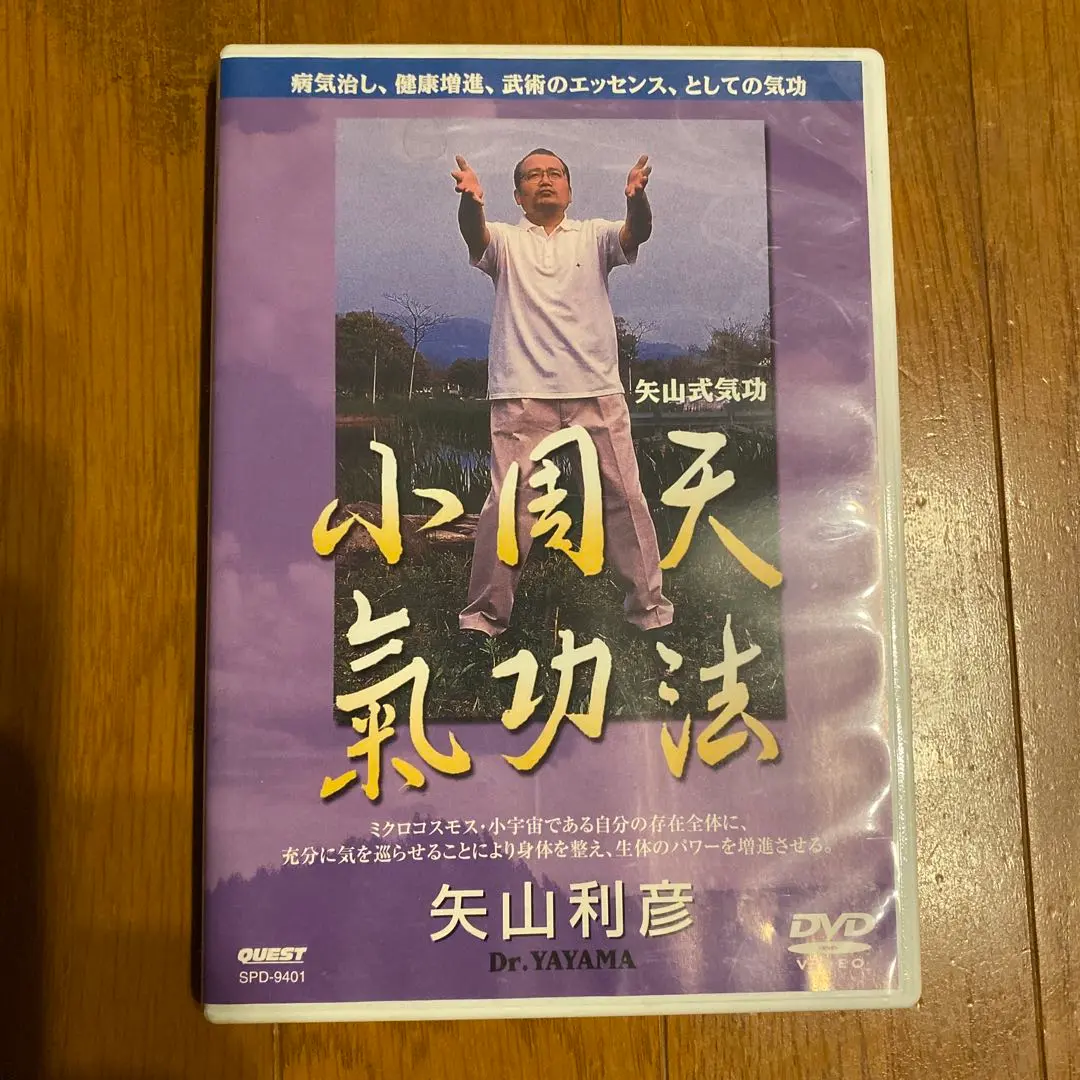 病気治し、健康増進、武術のエッセンス、としての気功
矢山式気功
小周天
氣功法
ミクロコスモス・小宇宙である自分の存在全体に、
充分に気を巡らせることにより身体を整え、生体のパワーを増進させる。
矢山利彦
Dr.YAYAMA
QUEST
SPD-9401
DVD
VIDEO